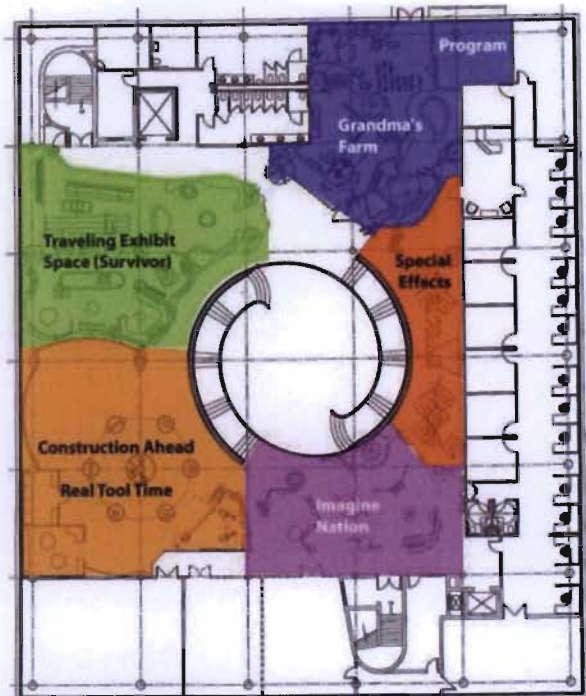 Program
Grandma's
Farm
Traveling Exhibit
Space (Survivor)
Special
Effects
Construction Ahead
Real Tool Time
Imagine
Nation